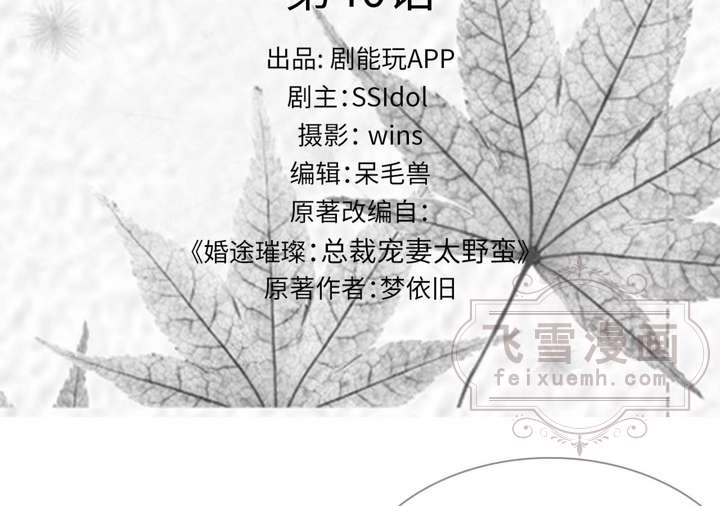 出品: 剧能玩APP
剧主:SSIdol
摄影: wins
编辑:呆毛兽
原著改编自:
《婚途璀璨:总裁宠妻太野蛮》
原著作者:梦依旧
飞雪漫画
feixuemh.com